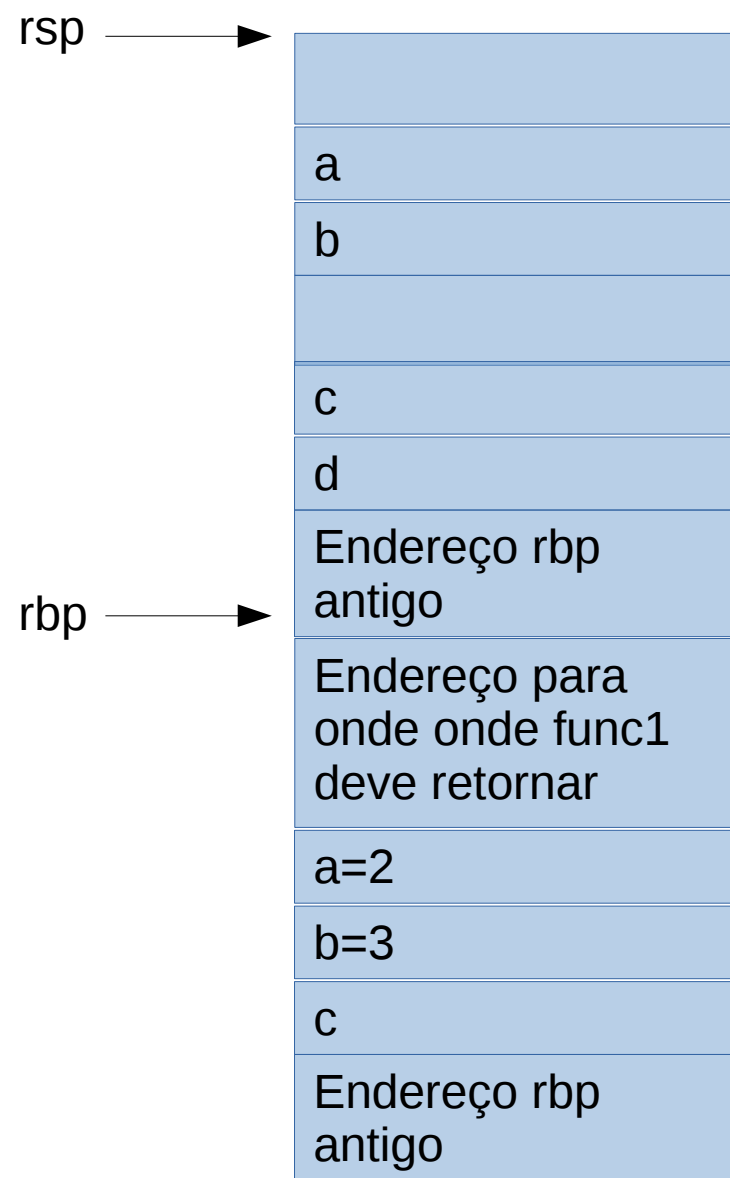 rsp
a
b
c
d
Endereço rbp
antigo
rbp
Endereço para
onde onde func1
deve retornar
a=2
b=3
c
Endereço rbp
antigo